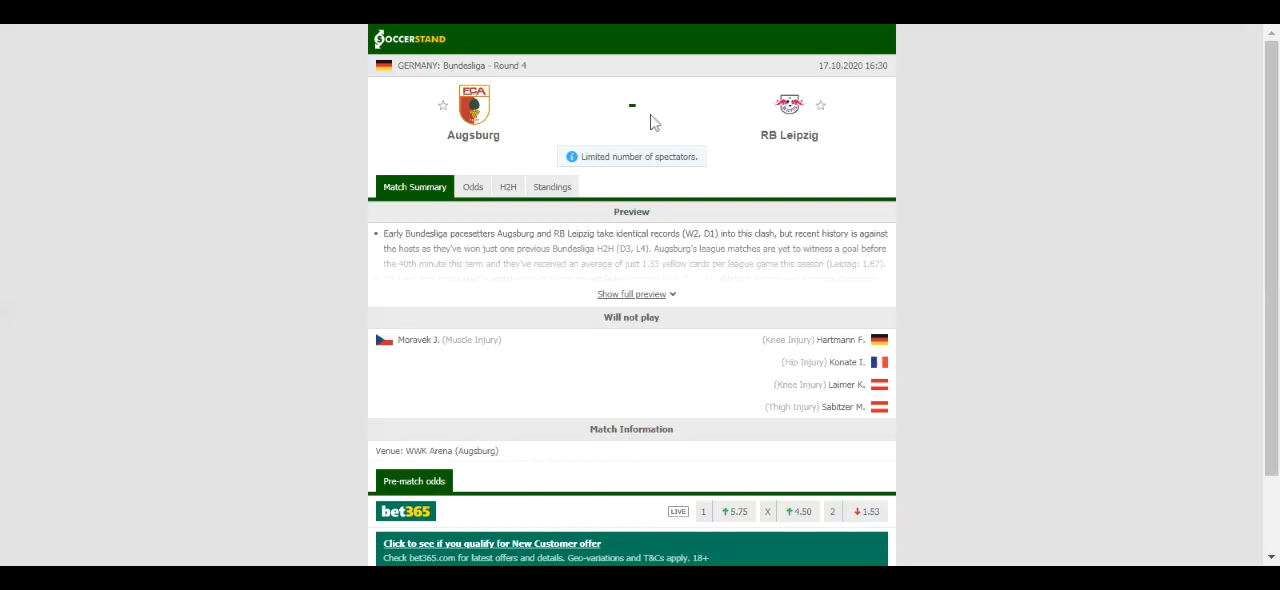 SOCCERSTAND
GERMANY: Bundesliga - Round 4 17.10.2020 16:30
FCA
-
Augsburg RB Leipzig
Limited number of spectators.
Match Summary Odds H2H Standings
Preview
Early Bundesliga pacesetters Augsburg and RB Leipzig take identical records (W2, D1) into this clash, but recent history is against
the hosts as they've won just one previous Bundesliga H2H (D3, L4). Augsburg's league matches are yet to witness a goal before
the 40th minute this term and they've received an average of just 1.33 yellow cards per league game this season (Leipzig: 1.67).
Show full preview
Will not play
Moravek J. (Muscle Injury) (Knee Injury) Hartmann F.
(Hip Injury) Konate I.
(Knee Injury) Laimer K.
(Thigh Injury) Sabitzer M.
Match Information
Venue: WWK Arena (Augsburg)
Pre-match odds
bet365 LIVE 1 5.75 X 4.50 2 1.53
Click to see if you qualify for New Customer offer
Check bet365.com for latest offers and details. Geo-variations and T&Cs apply. 18+